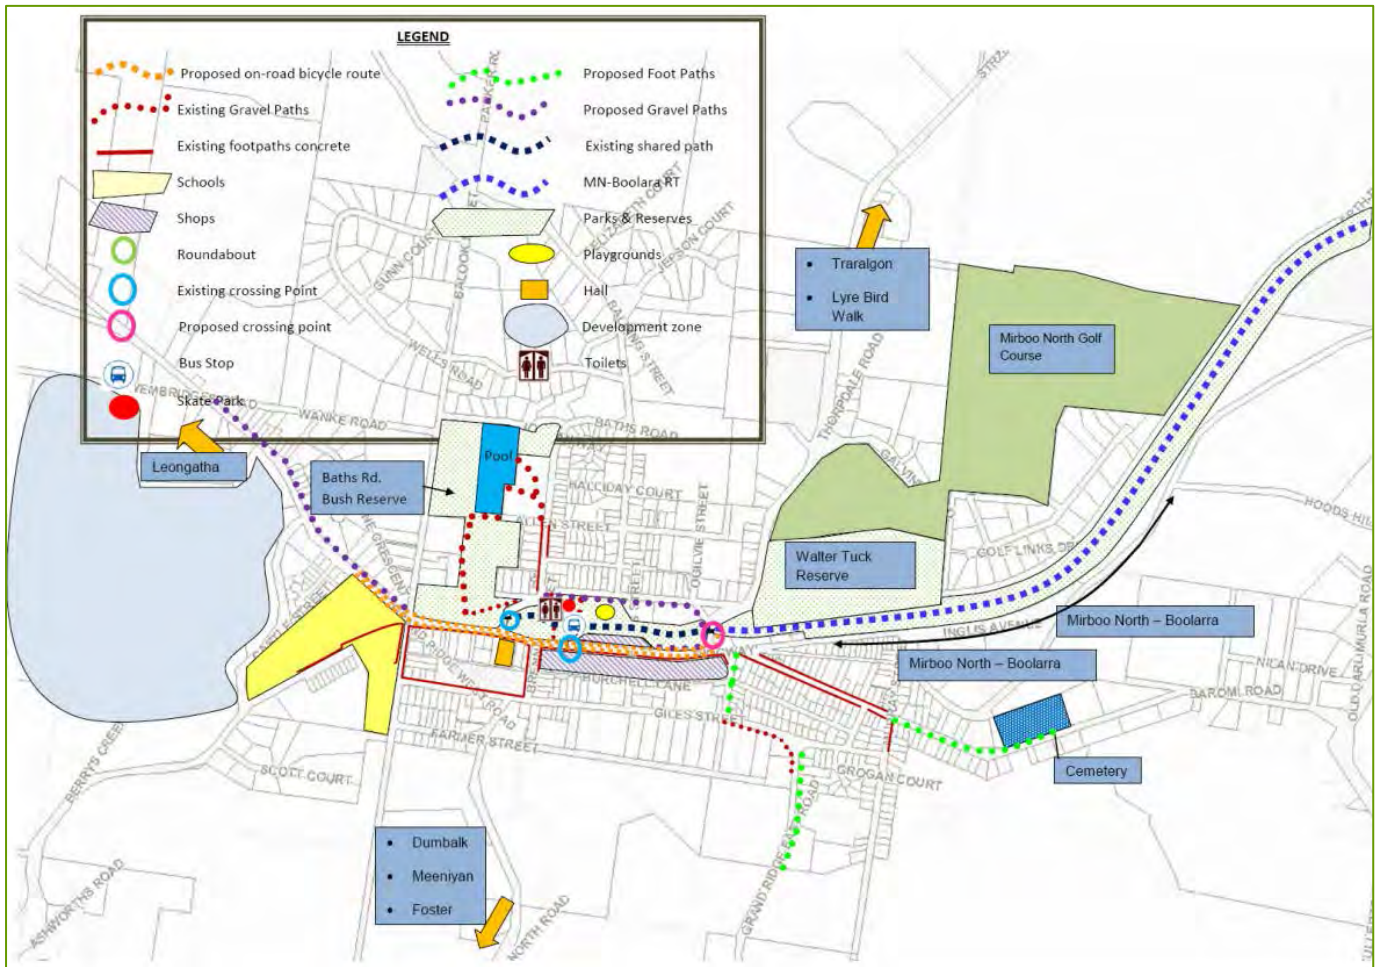 LEGEND
Proposed on-road bicycle route
Existing Gravel Paths
Existing footpaths concrete
Schools
Shops
Roundabout
Existing crossing Point
Proposed crossing point
Bus Stop
Skate Park
Proposed Foot Paths
Proposed Gravel Paths
Existing shared path
MN-Boolara RT
Parks & Reserves
Playgrounds
Hall
Development zone
Toilets
GUNN COURT
ELIZABETH COURT
JEPSON COURT
BALOOK
WELLS ROAD
WANKE ROAD
BATHS ROAD
Traralgon
Lyre Bird
Walk
Mirboo North Golf
Course
THORPDALE ROAD
Leongatha
Baths Rd.
Bush Reserve
Pool
HALLIDAY COURT
ALLEN STREET
OGILVIE STREET
Walter Tuck
Reserve
GOLF LINKS
HOODS HILL
INGLIS AVENUE
Mirboo North – Boolarra
Mirboo North – Boolarra
NICAN DRIVE
BAROMI ROAD
BURCHELL LANE
GILES STREET
FARMER STREET
SCOTT COURT
GROGAN COURT
Cemetery
BERRYS CREEK
ASHWORTHS ROAD
Dumbalk
Meeniyan
Foster
NORTH ROAD
GRAND RIDGE EAST ROAD